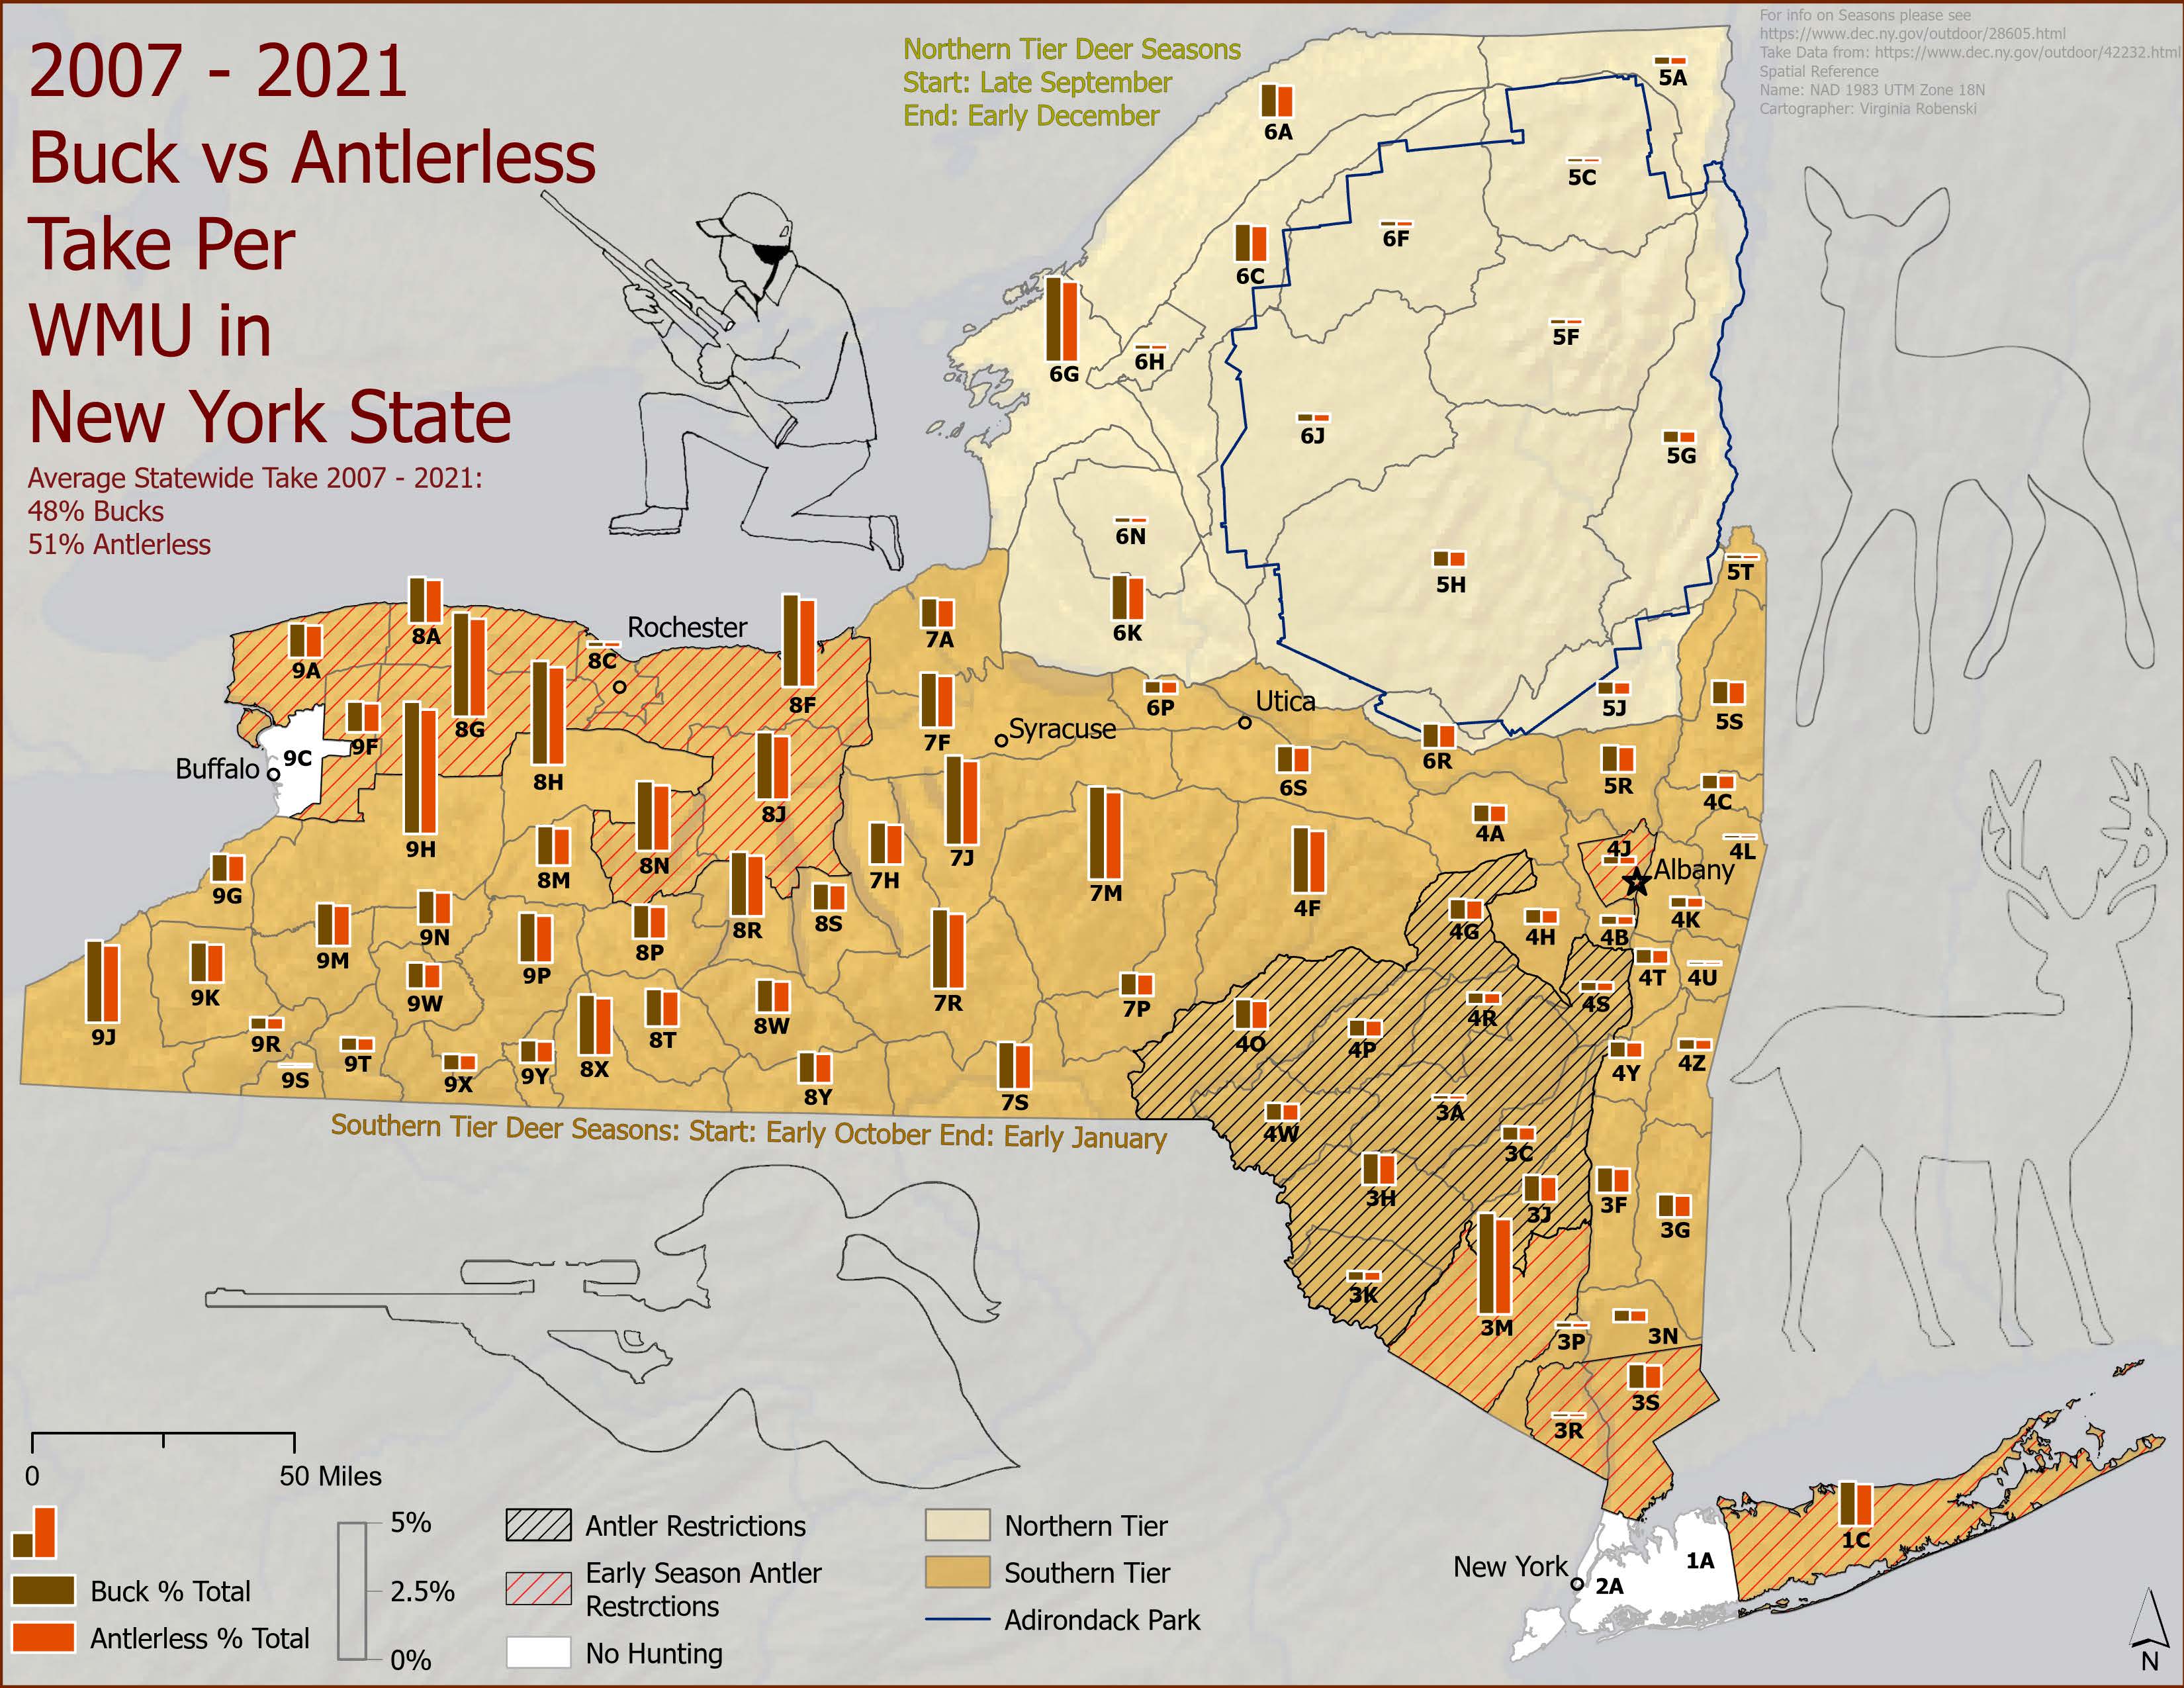 2007 - 2021
Buck vs Antlerless
Take Per
WMU in
New York State
Average Statewide Take 2007 - 2021:
48% Bucks
51% Antlerless
Northern Tier Deer Seasons
Start: Late September
End: Early December
For info on Seasons please see
https://www.dec.ny.gov/outdoor/28605.html
Take Data from: https://www.dec.ny.gov/outdoor/42232.html
Spatial Reference
Name: NAD 1983 UTM Zone 18N
Cartographer: Virginia Robenski
5A
6A
5C
6F
6C
5F
6H
6G
6J
5G
6N
5H
5T
6K
Rochester
8A
7A
8C
9A
8F
Utica
6P
5J
5S
8G
9F
7F
Syracuse
9C
Buffalo
6R
8H
8J
6S
5R
4C
9H
4A
8N
7J
4J
4L
Albany
8M
7H
7M
9G
4F
8R
8S
4K
9N
4G
4H
4B
9M
9P
8P
4T
4U
9K
9W
7R
7P
4R
4S
9J
9R
8T
8W
4O
4P
9T
9S
9X
9Y
8X
8Y
7S
4Y
4Z
3A
4W
3C
Southern Tier Deer Seasons: Start: Early October End: Early January
3H
3J
3F
3G
3K
3M
3P
3N
3S
3R
1C
1A
New York
2A
0
50 Miles
5%
2.5%
0%
Buck % Total
Antlerless % Total
Antler Restrictions
Early Season Antler
Restrctions
No Hunting
Northern Tier
Southern Tier
Adirondack Park
N